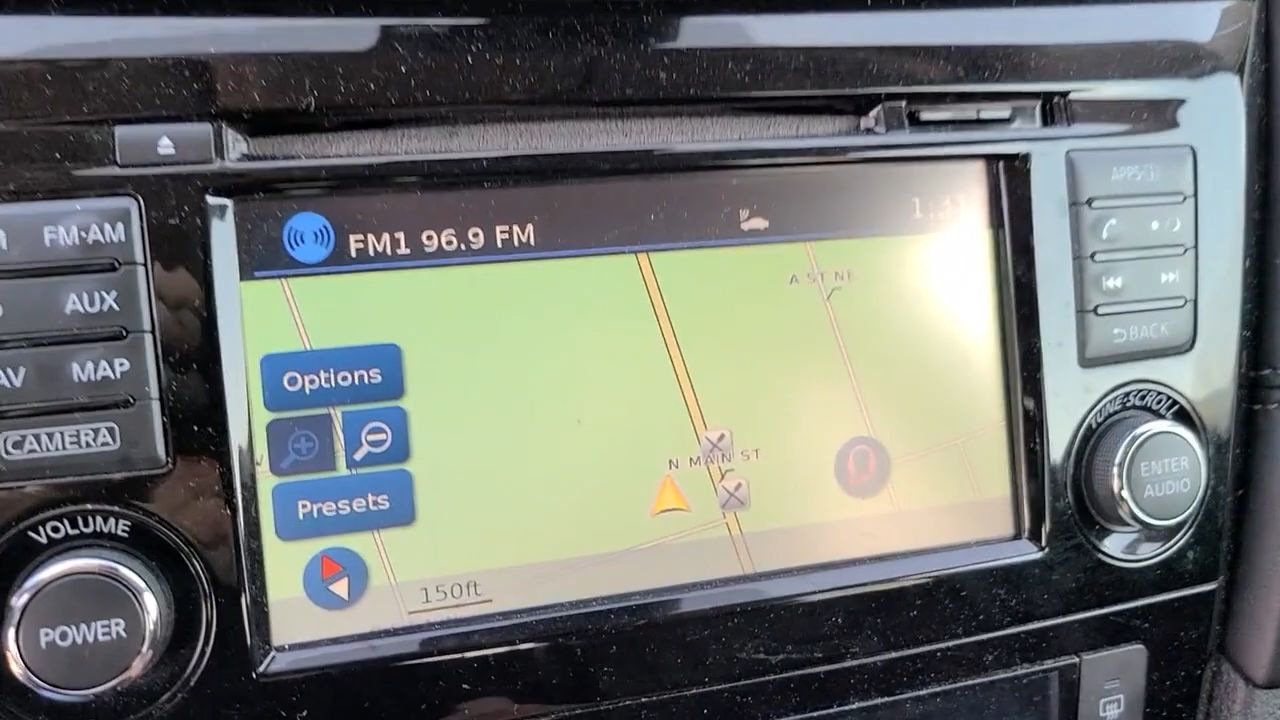 FM·AM
AUX
MAP
CAMERA
VOLUME
POWER
FM1 96.9 FM
A ST NE
Options
N MAIN ST
Presets
150ft
APPS
BACK
TUNE·SCROLL
ENTER
AUDIO